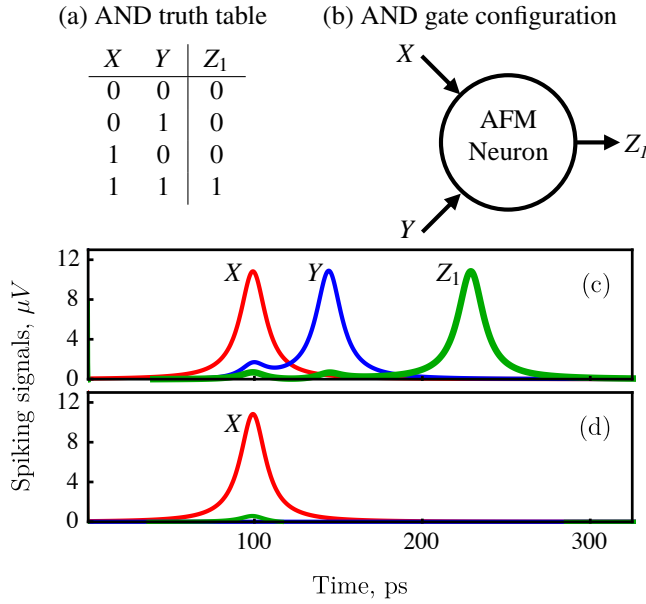 (a) AND truth table
X Y Z₁
0 0 0
0 1 0
1 0 0
1 1 1
(b) AND gate configuration
X
AFM
Neuron
Z₁
Y
Spiking signals, μV
12
8
4
0
X
Y
Z₁
(c)
12
8
4
0
X
(d)
100
200
300
Time, ps